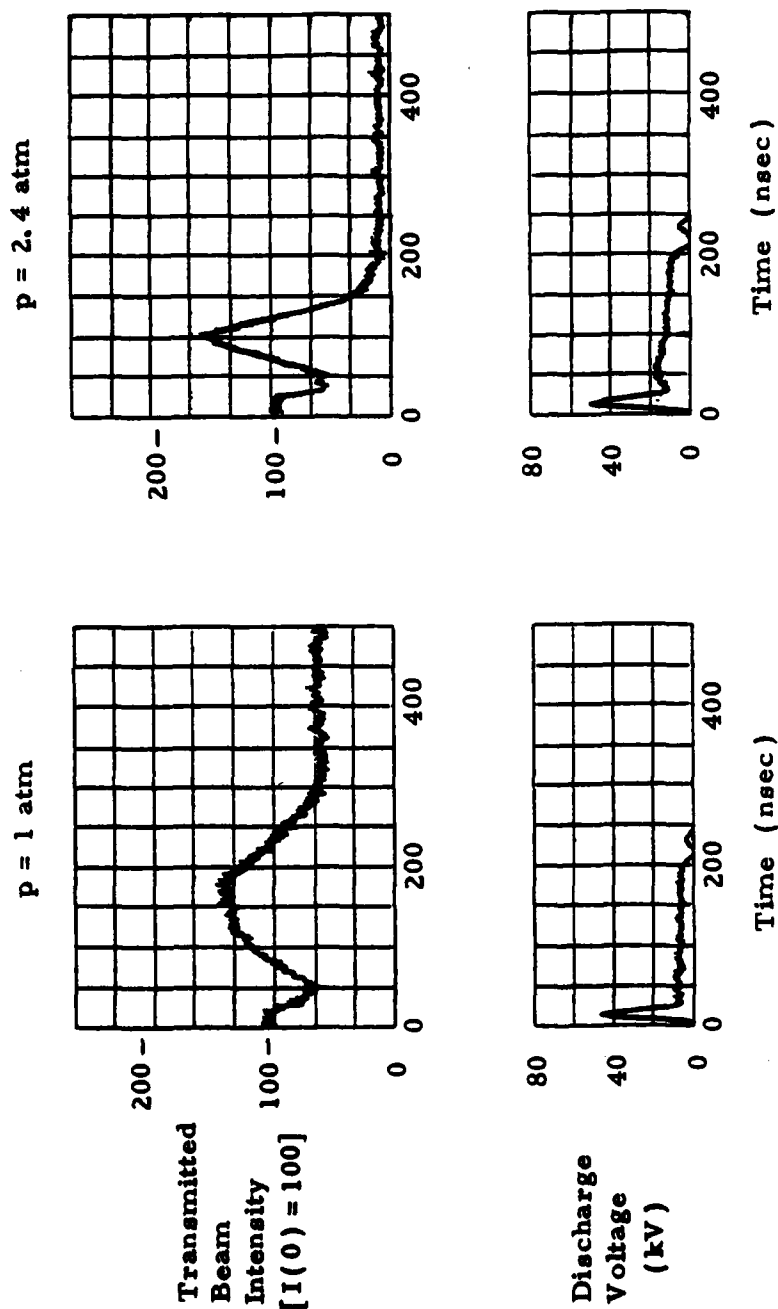 p = 1 atm
p = 2.4 atm
Transmitted
Beam
Intensity
[I(0) = 100]
200-
100-
0
0
200
400
200-
100-
0
0
200
400
Discharge
Voltage
(kV)
80
40
0
0
200
400
Time (nsec)
80
40
0
0
200
400
Time (nsec)